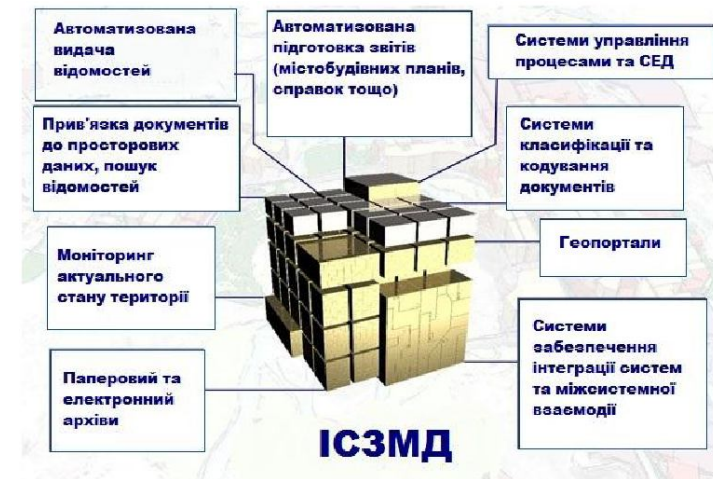 Автоматизована
видача
відомостей
Автоматизована
підготовка звітів
(містобудівних планів,
справок тощо)
Системи управління
процесами та СЕД
Прив'язка документів
до просторових
даних, пошук
відомостей
Системи
класифікації та
кодування
документів
Моніторинг
актуального
стану території
Геопортали
Паперовий та
електронний
архіви
Системи
забезпечення
інтеграції систем
та міжсистемної
взаємодії
ІСЗМД